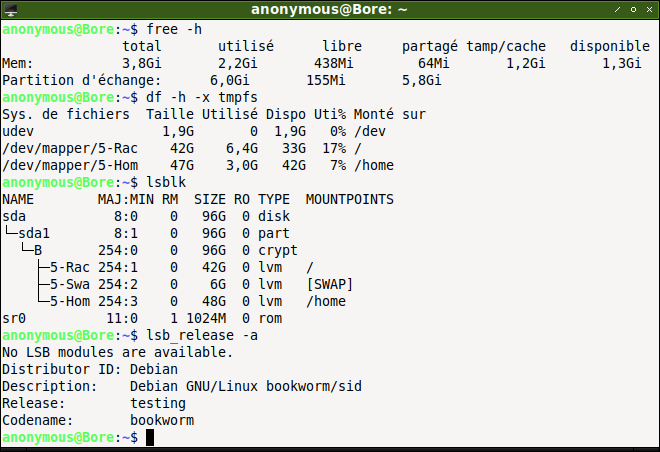 anonymous@Bore: ~
anonymous@Bore:~$ free -h
total utilisé libre partagé tamp/cache disponible
Mem: 3,8Gi 2,2Gi 438Mi 64Mi 1,2Gi 1,3Gi
Partition d'échange: 6,0Gi 155Mi 5,8Gi
anonymous@Bore:~$ df -h -x tmpfs
Sys. de fichiers Taille Utilisé Dispo Uti% Monté sur
udev 1,9G 0 1,9G 0% /dev
/dev/mapper/5-Rac 42G 6,4G 33G 17% /
/dev/mapper/5-Hom 47G 3,0G 42G 7% /home
anonymous@Bore:~$ lsblk
NAME MAJ:MIN RM SIZE RO TYPE MOUNTPOINTS
sda 8:0 0 96G 0 disk
└─sda1 8:1 0 96G 0 part
└─B 254:0 0 96G 0 crypt
├─5-Rac 254:1 0 42G 0 lvm /
├─5-Swa 254:2 0 6G 0 lvm [SWAP]
└─5-Hom 254:3 0 48G 0 lvm /home
sr0 11:0 1 1024M 0 rom
anonymous@Bore:~$ lsb_release -a
No LSB modules are available.
Distributor ID: Debian
Description: Debian GNU/Linux bookworm/sid
Release: testing
Codename: bookworm
anonymous@Bore:~$